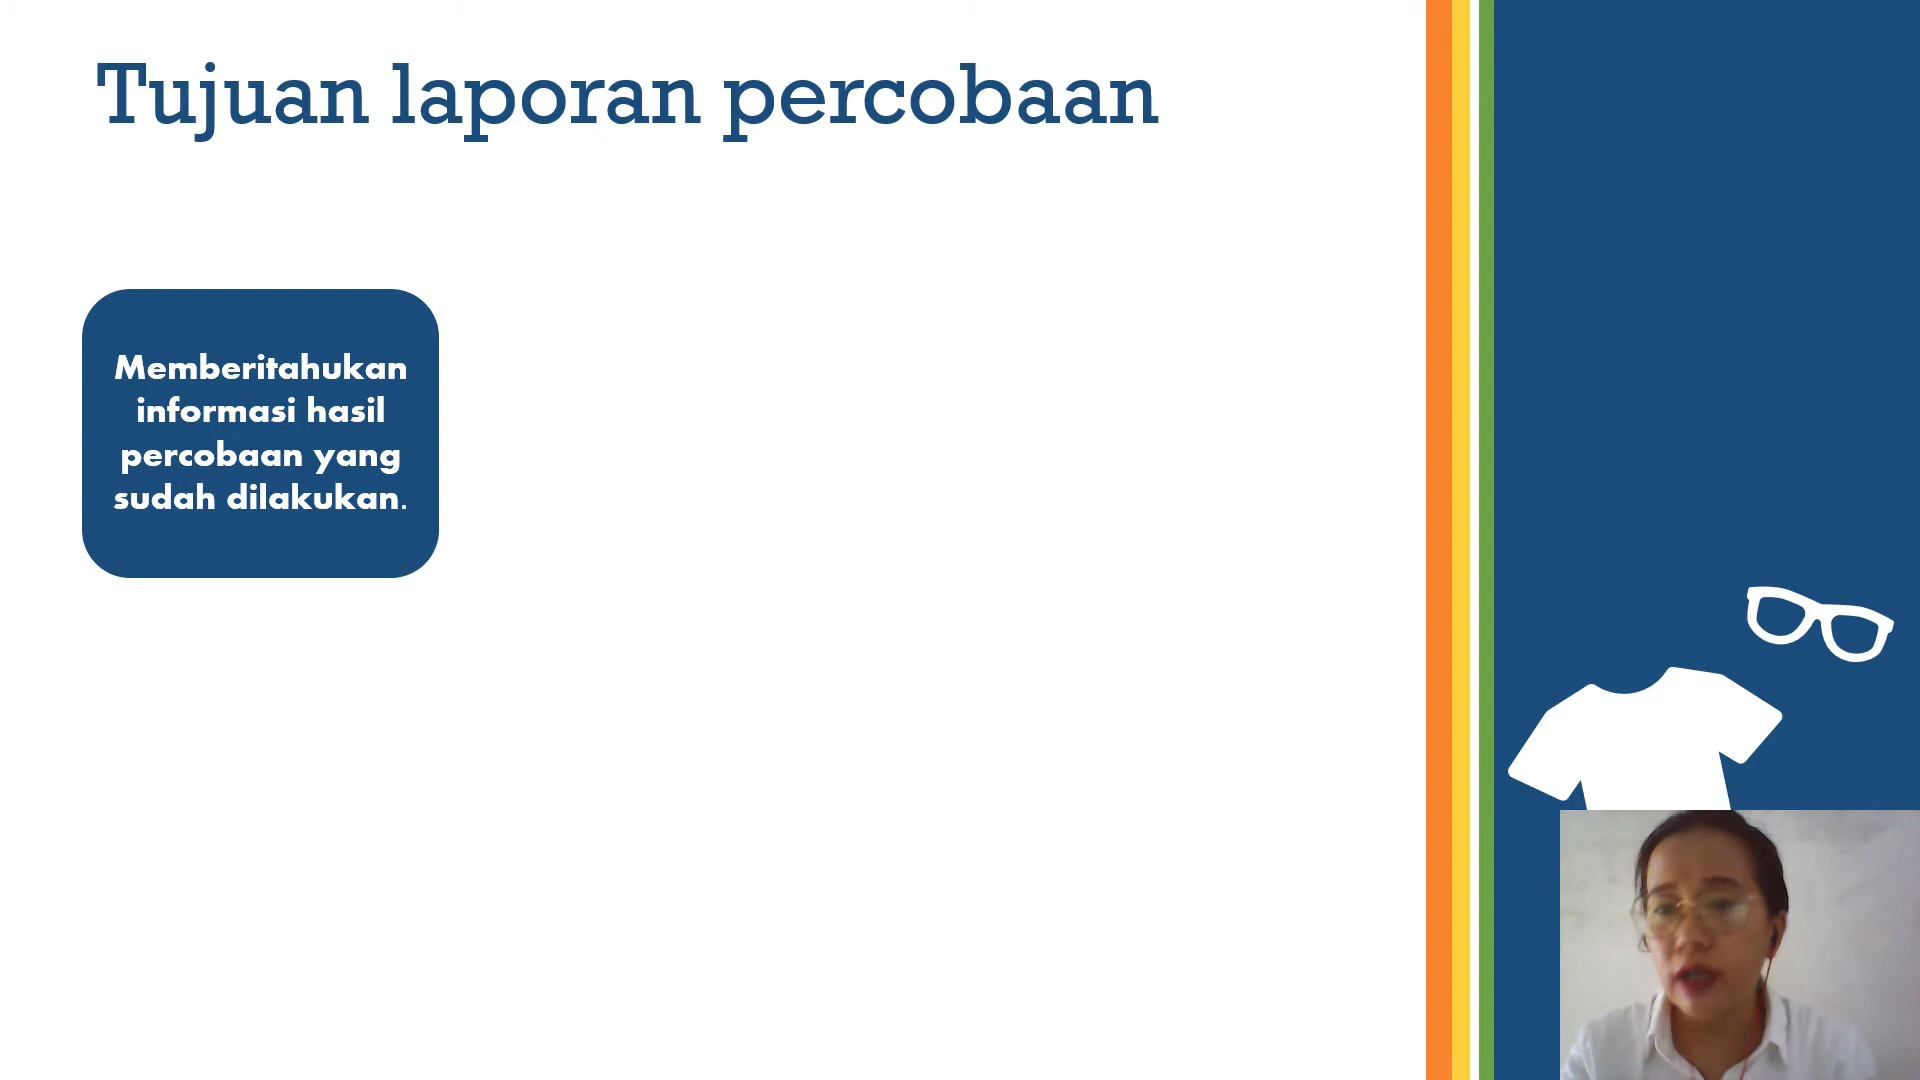 Tujuan laporan percobaan
Memberitahukan
informasi hasil
percobaan yang
sudah dilakukan.